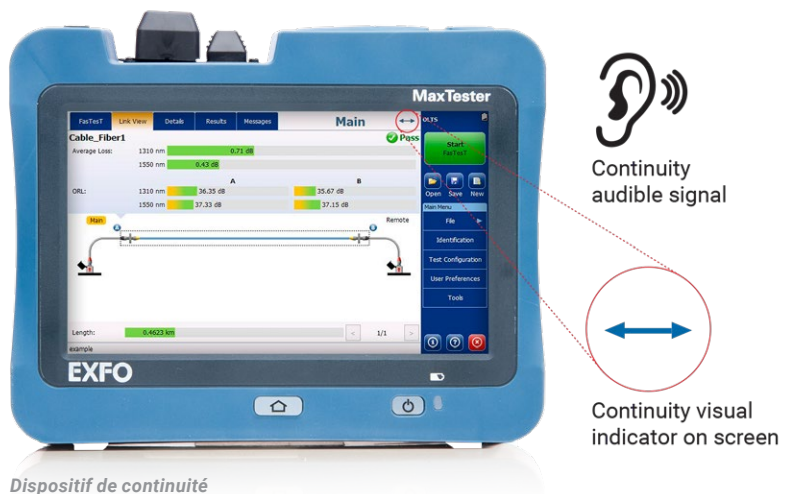 MaxTester
FasTesT Link View Details Results Messages Main OLTS
Cable_Fiber1 Pass
Average Loss: 1310 nm 0.71 dB
1550 nm 0.43 dB
A B
ORL: 1310 nm 36.35 dB 35.67 dB
1550 nm 37.33 dB 37.15 dB
Main Remote
A B
Length: 0.4623 km < 1/1 >
example
Start
FasTesT
Open Save New
Main Menu
File
Identification
Test Configuration
User Preferences
Tools
EXFO
Continuity
audible signal
Continuity visual
indicator on screen
Dispositif de continuité